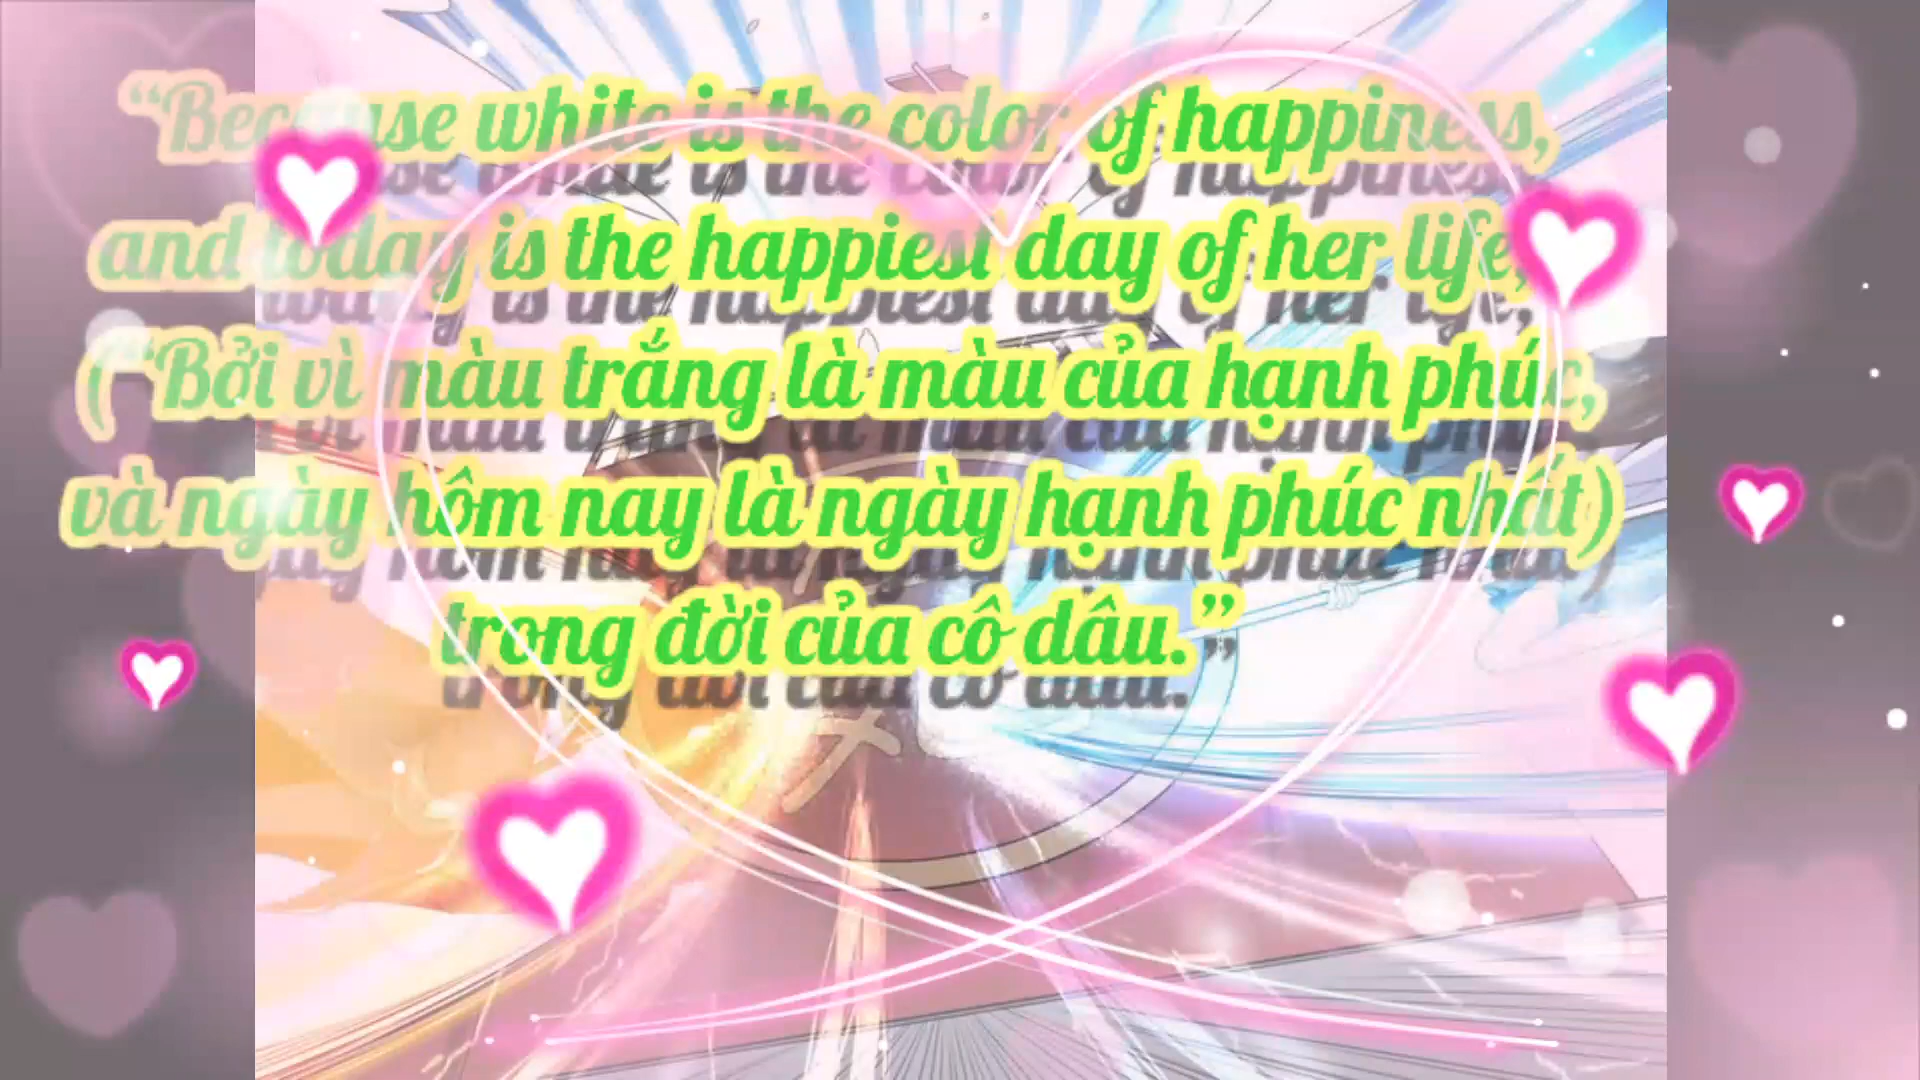 “Because white is the color of happiness,
and today is the happiest day of her life,
(“Bởi vì màu trắng là màu của hạnh phúc,
và ngày hôm nay là ngày hạnh phúc nhất)
trong đời của cô dâu.”